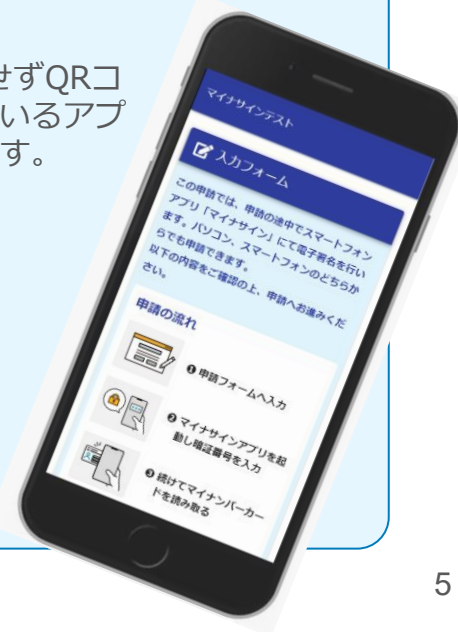 せずQRコ
いるアプ
す。
マイナサインテスト
入力フォーム
この申請では、申請の途中でスマートフォン
アプリ「マイナサイン」にて電子署名を行い
ます。パソコン、スマートフォンのどちらか
らでも申請できます。
以下の内容をご確認の上、申請へお進みくだ
さい。
申請の流れ
❶ 申請フォームへ入力
❷ マイナサインアプリを起
動し暗証番号を入力
❸ 続けてマイナンバーカー
ドを読み取る
5